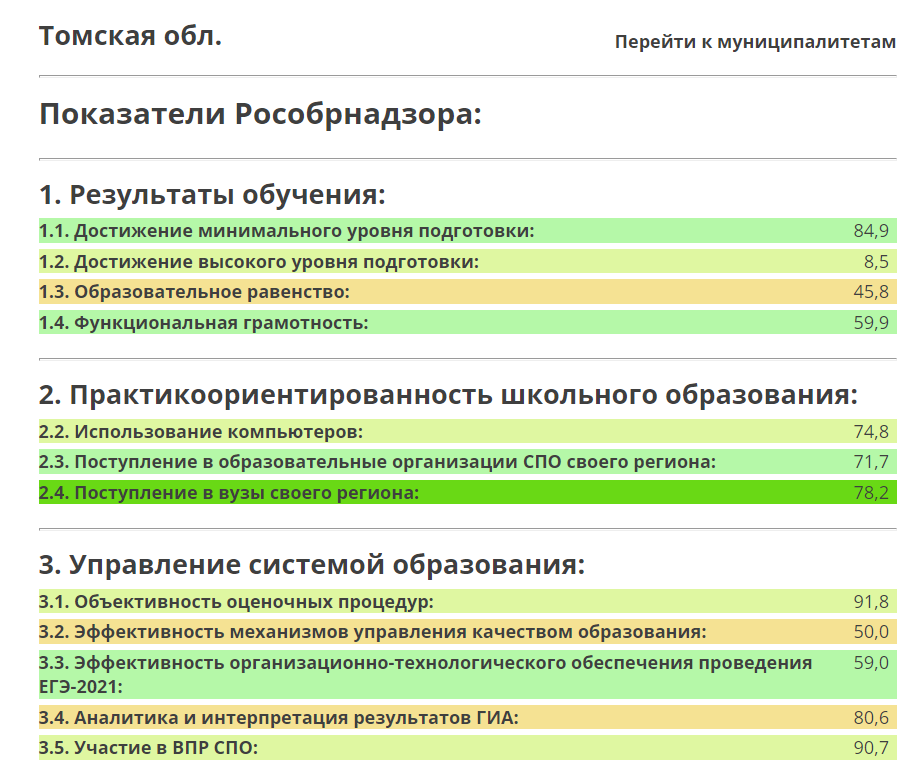 Томская обл.
Перейти к муниципалитетам
Показатели Рособрнадзора:
1. Результаты обучения:
1.1. Достижение минимального уровня подготовки: 84,9
1.2. Достижение высокого уровня подготовки: 8,5
1.3. Образовательное равенство: 45,8
1.4. Функциональная грамотность: 59,9
2. Практикоориентированность школьного образования:
2.2. Использование компьютеров: 74,8
2.3. Поступление в образовательные организации СПО своего региона: 71,7
2.4. Поступление в вузы своего региона: 78,2
3. Управление системой образования:
3.1. Объективность оценочных процедур: 91,8
3.2. Эффективность механизмов управления качеством образования: 50,0
3.3. Эффективность организационно-технологического обеспечения проведения 59,0
ЕГЭ-2021:
3.4. Аналитика и интерпретация результатов ГИА: 80,6
3.5. Участие в ВПР СПО: 90,7